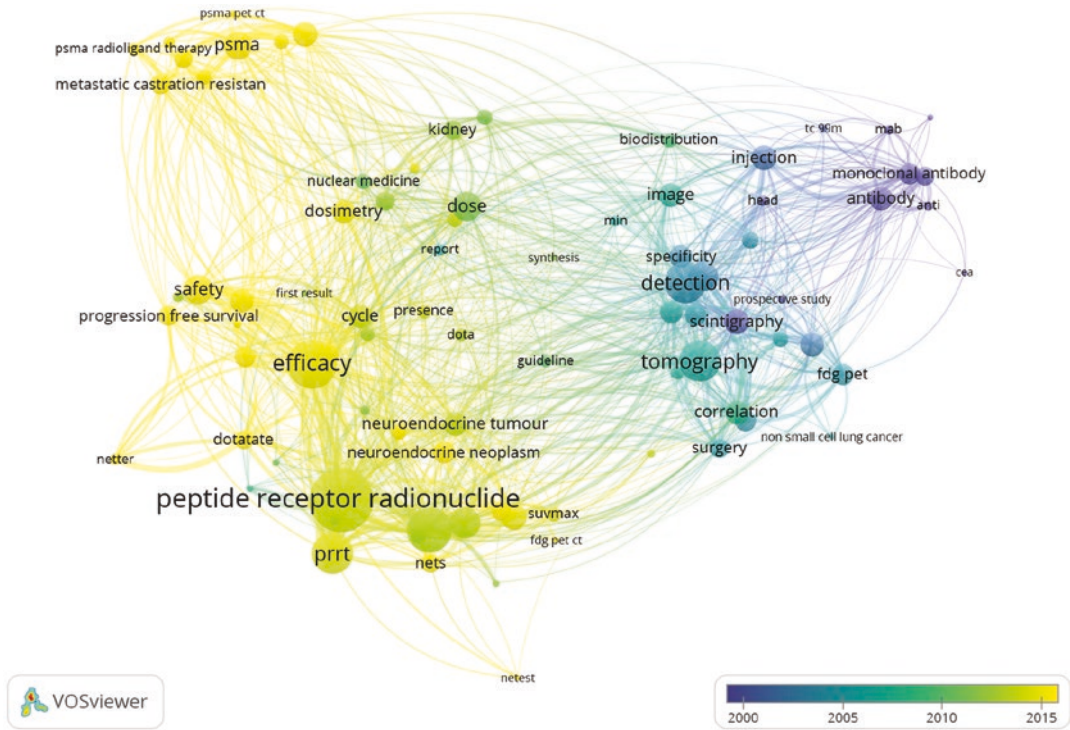 psma pet ct
psma radioligand therapy
psma
metastatic castration resistan
kidney
biodistribution
tc 99m
mab
injection
monoclonal antibody
nuclear medicine
image
head
antibody
anti
dosimetry
dose
min
report
synthesis
specificity
cea
detection
safety
first result
prospective study
progression free survival
cycle
presence
scintigraphy
dota
efficacy
guideline
tomography
fdg pet
correlation
neuroendocrine tumour
dotatate
non small cell lung cancer
surgery
netter
neuroendocrine neoplasm
peptide receptor radionuclide
suvmax
fdg pet ct
prrt
nets
netest
VOSviewer
2000 2005 2010 2015